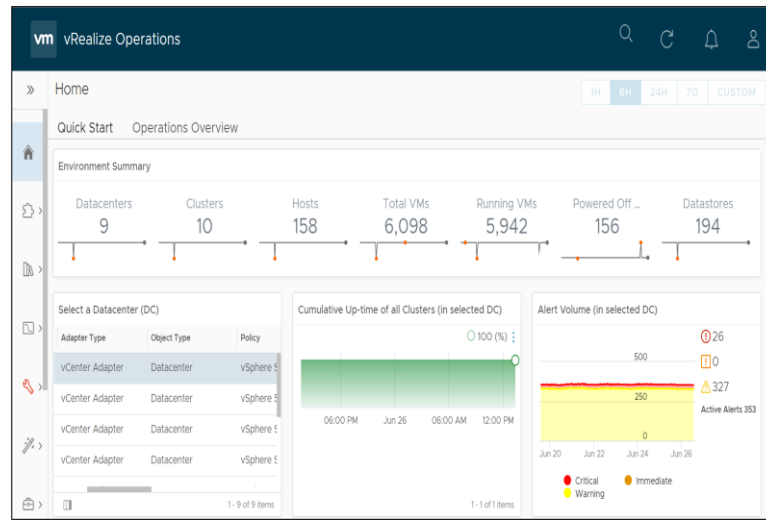 vm vRealize Operations
Home
1H 6H 24H 7D CUSTOM
Quick Start Operations Overview
Environment Summary
Datacenters Clusters Hosts Total VMs Running VMs Powered Off ... Datastores
9 10 158 6,098 5,942 156 194
Select a Datacenter (DC)
Adapter Type Object Type Policy
vCenter Adapter Datacenter vSphere S
vCenter Adapter Datacenter vSphere S
vCenter Adapter Datacenter vSphere S
vCenter Adapter Datacenter vSphere S
1 - 9 of 9 items
Cumulative Up-time of all Clusters (in selected DC)
100 (%)
06:00 PM Jun 26 06:00 AM 12:00 PM
1 - 1 of 1 items
Alert Volume (in selected DC)
26
500
0
327
250
Active Alerts 353
0
Jun 20 Jun 22 Jun 24 Jun 26
Critical Immediate
Warning